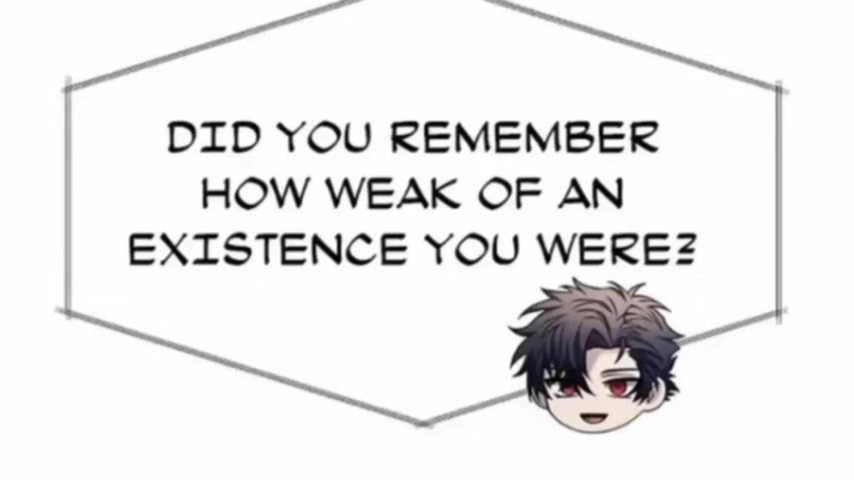 DID YOU REMEMBER
HOW WEAK OF AN
EXISTENCE YOU WERE?